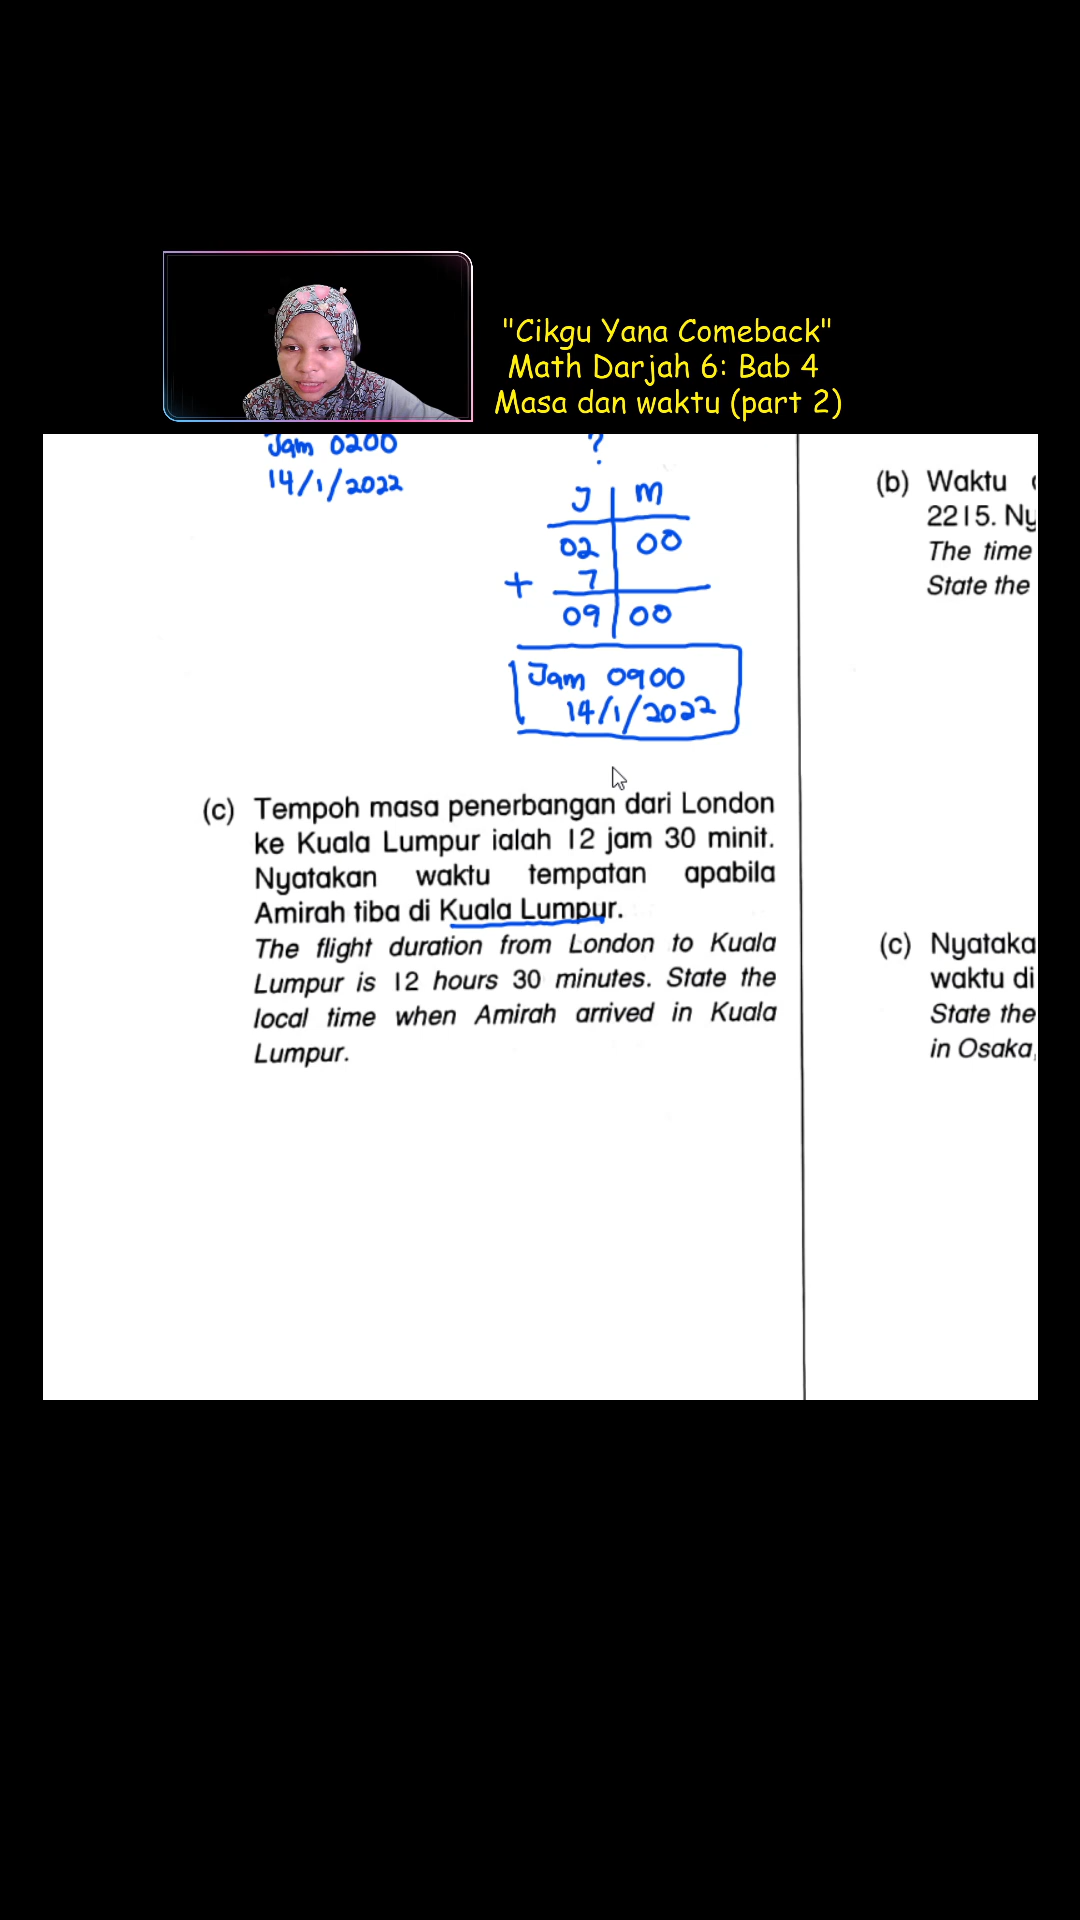 "Cikgu Yana Comeback"
Math Darjah 6: Bab 4
Masa dan waktu (part 2)
Jam 0200
14/1/2022
?
J | M
02 | 00
+ 7
09 | 00
Jam 0900
14/1/2022
(c) Tempoh masa penerbangan dari London
ke Kuala Lumpur ialah 12 jam 30 minit.
Nyatakan waktu tempatan apabila
Amirah tiba di Kuala Lumpur.
The flight duration from London to Kuala
Lumpur is 12 hours 30 minutes. State the
local time when Amirah arrived in Kuala
Lumpur.
(b) Waktu
2215. Ny
The time
State the
(c) Nyataka
waktu di
State the
in Osaka,